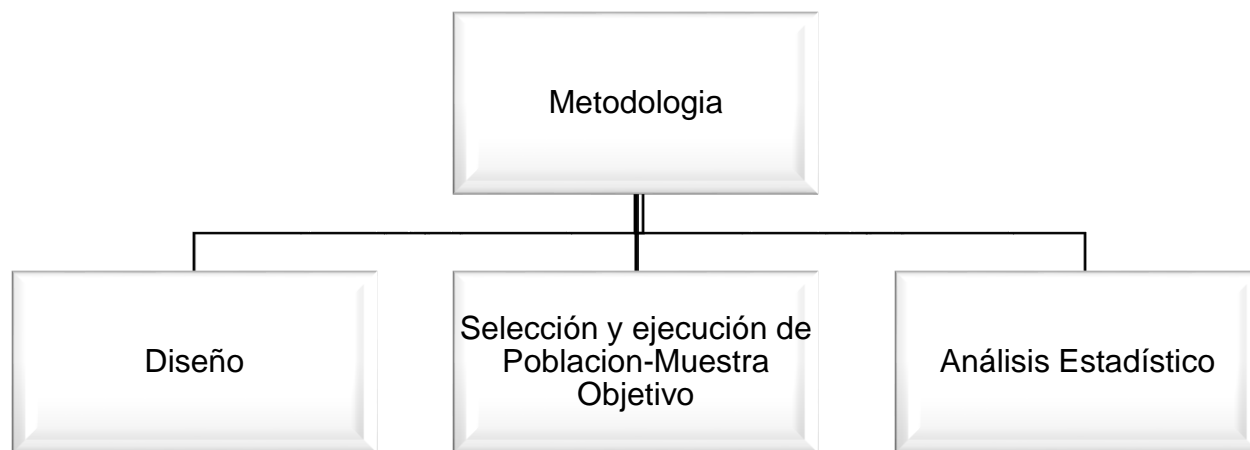 Metodologia
Diseño
Selección y ejecución de
Poblacion-Muestra
Objetivo
Análisis Estadístico